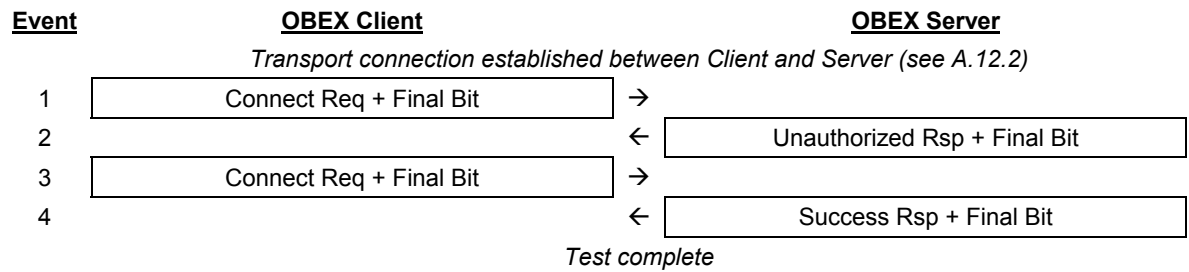 Event OBEX Client OBEX Server
Transport connection established between Client and Server (see A.12.2)
1 Connect Req + Final Bit →
2 ← Unauthorized Rsp + Final Bit
3 Connect Req + Final Bit →
4 ← Success Rsp + Final Bit
Test complete